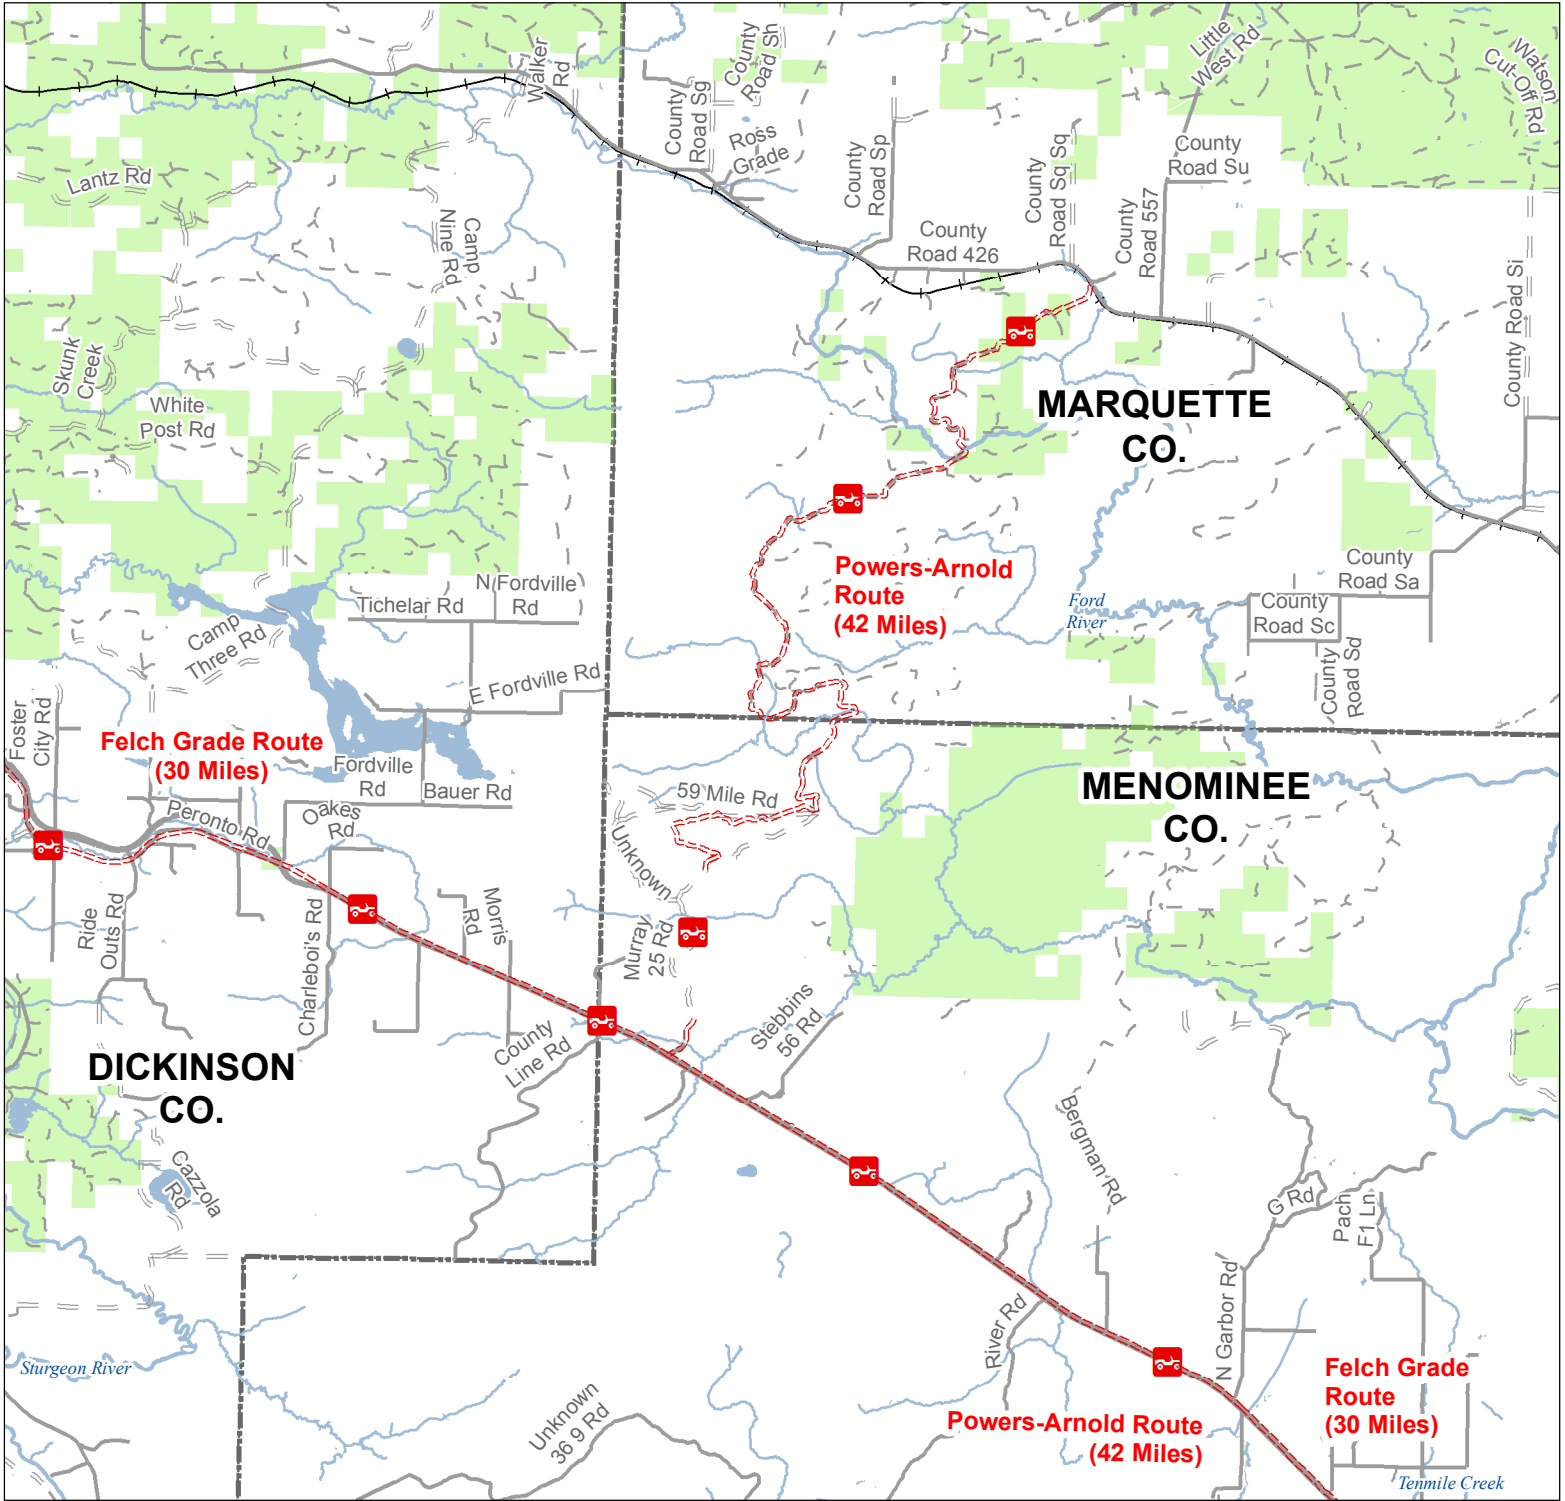 Walker
Rd
County
Road Sh
County
Road Sg
Ross
Grade
County
Road Sp
County
Road 426
County
Road Sq Sq
County
Road 557
Little
West Rd
County
Road Su
Watson
Cut-Off Rd
Lantz Rd
Camp
Nine Rd
County Road Si
Skunk
Creek
White
Post Rd
MARQUETTE
CO.
Powers-Arnold
Route
(42 Miles)
Ford
River
County
Road Sa
County
Road Sc
County
Road Sd
N Fordville
Rd
Tichelar Rd
Camp
Three Rd
E Fordville Rd
Foster
City Rd
Felch Grade Route
(30 Miles)
Fordville
Rd
Bauer Rd
Peronto Rd
Oakes
Rd
59 Mile Rd
MENOMINEE
CO.
Unknown
Murray
25 Rd
Ride
Outs Rd
Charleboi's Rd
Morris
Rd
County
Line Rd
Stebbins
56 Rd
DICKINSON
CO.
Cazzola
Rd
Bergman Rd
G Rd
Pach
F1 Ln
N Garbor Rd
River Rd
Sturgeon River
Unknown
36 9 Rd
Powers-Arnold Route
(42 Miles)
Felch Grade
Route
(30 Miles)
Tenmile Creek